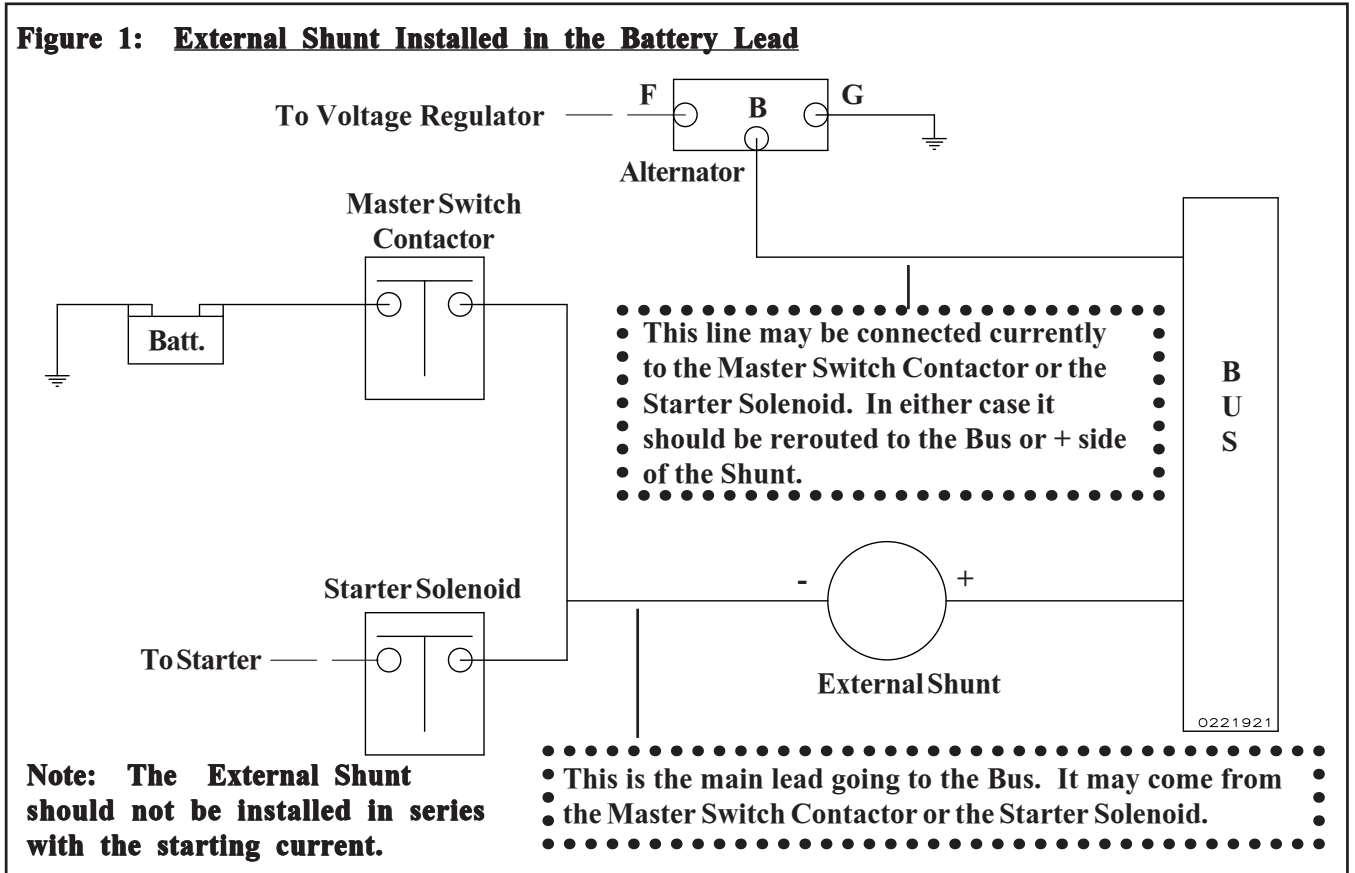 Figure 1: External Shunt Installed in the Battery Lead
To Voltage Regulator
F
B
G
Alternator
Master Switch
Contactor
Batt.
This line may be connected currently
to the Master Switch Contactor or the
Starter Solenoid. In either case it
should be rerouted to the Bus or + side
of the Shunt.
B
U
S
Starter Solenoid
To Starter
-
+
External Shunt
0221921
Note: The External Shunt
should not be installed in series
with the starting current.
This is the main lead going to the Bus. It may come from
the Master Switch Contactor or the Starter Solenoid.